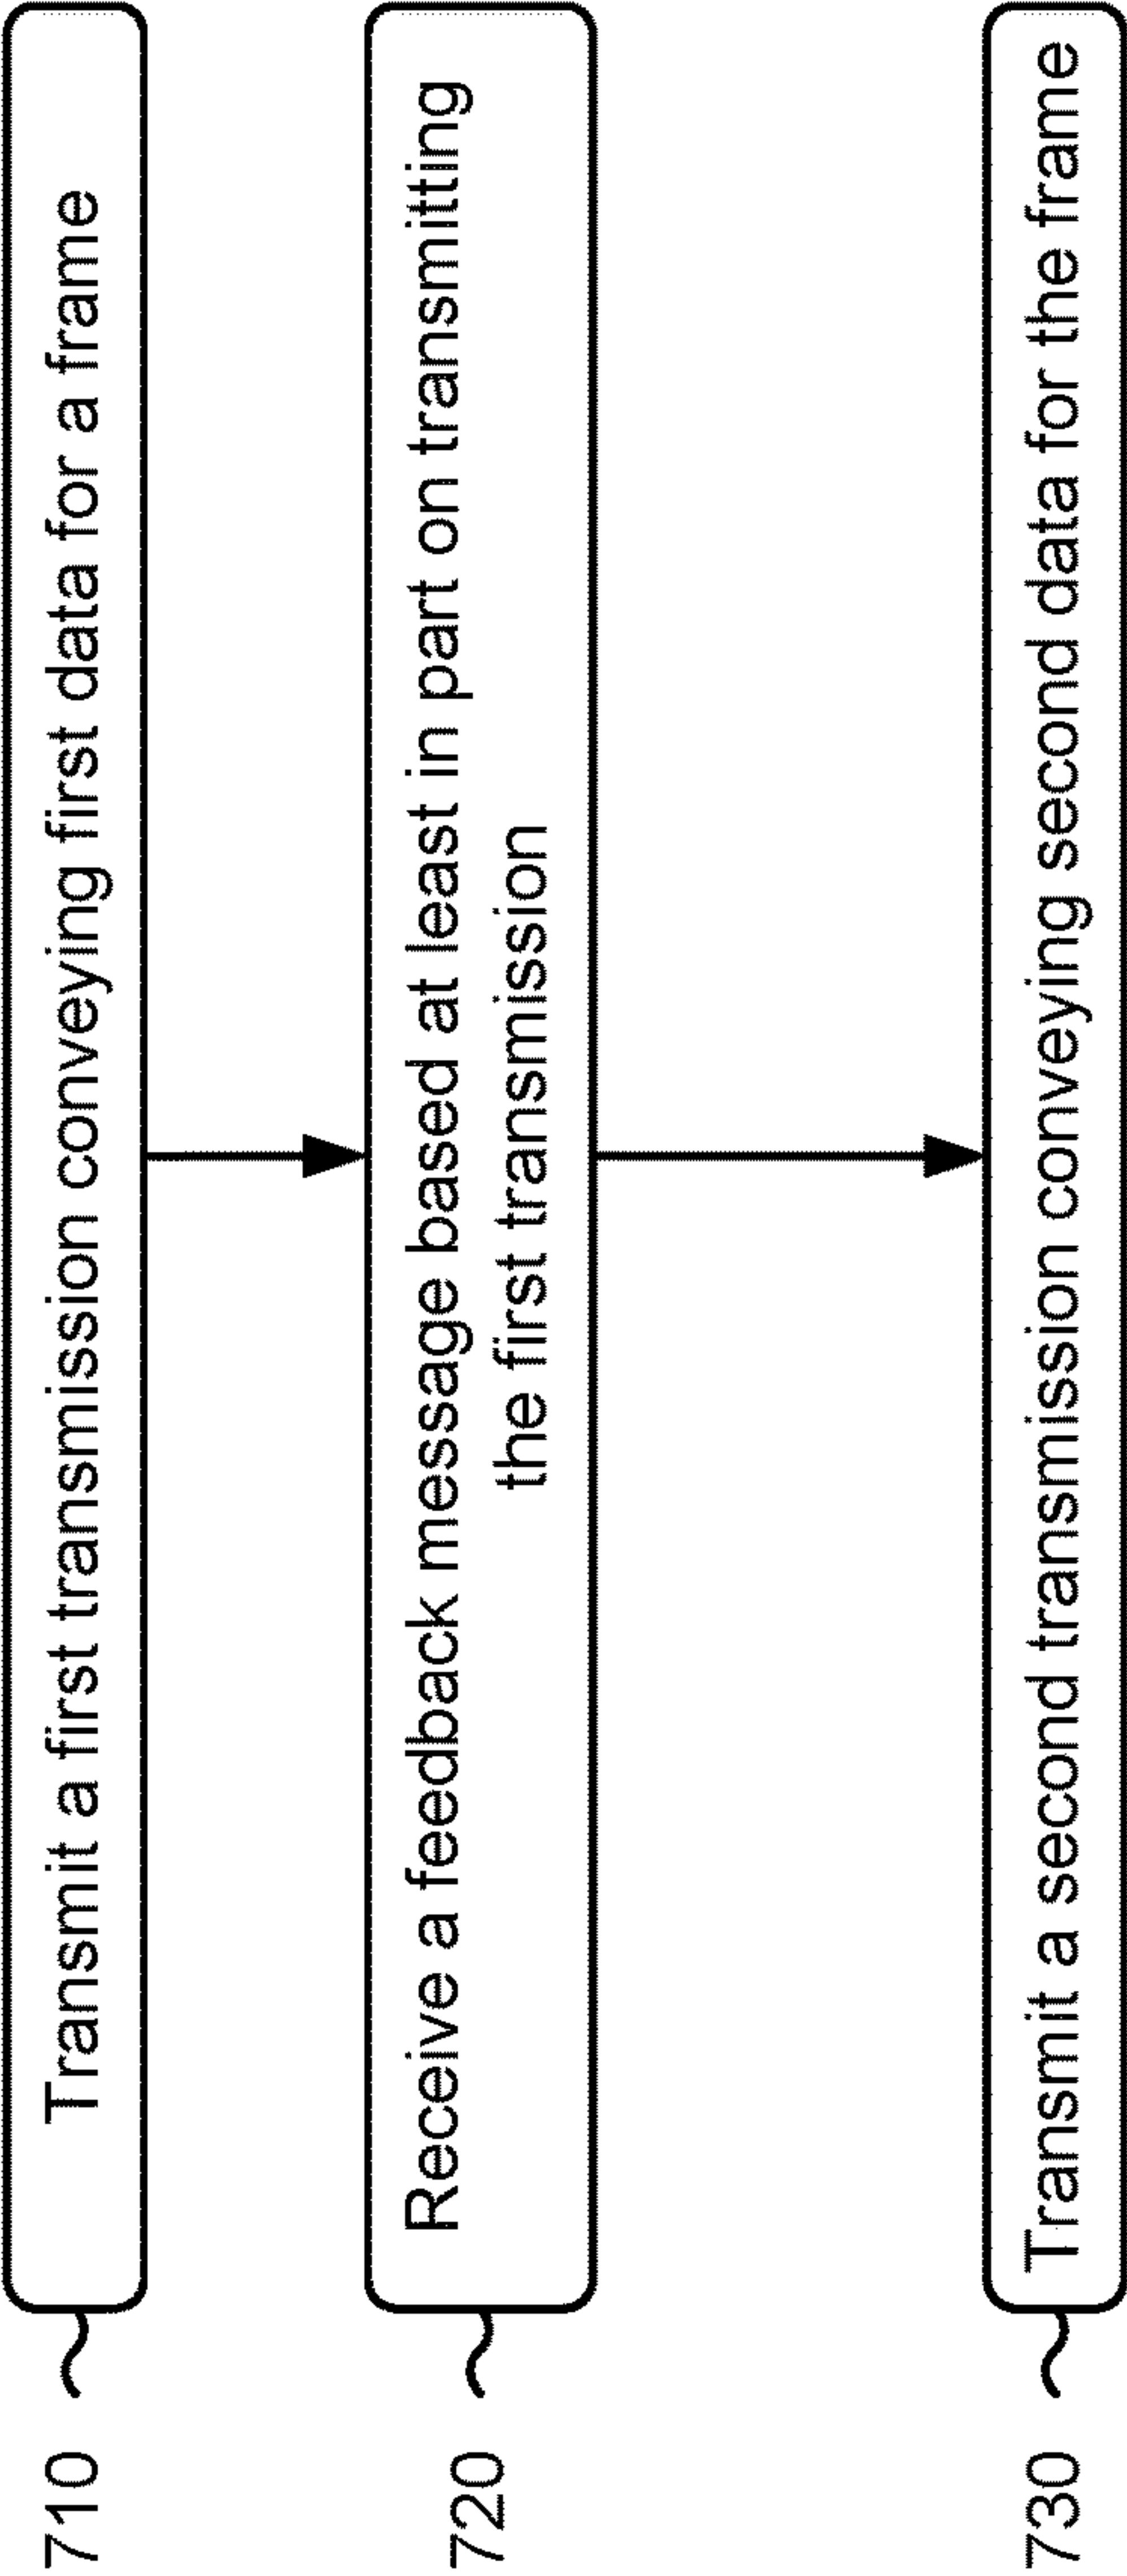 710
Transmit a first transmission conveying first data for a frame
720
Receive a feedback message based at least in part on transmitting
the first transmission
730
Transmit a second transmission conveying second data for the frame